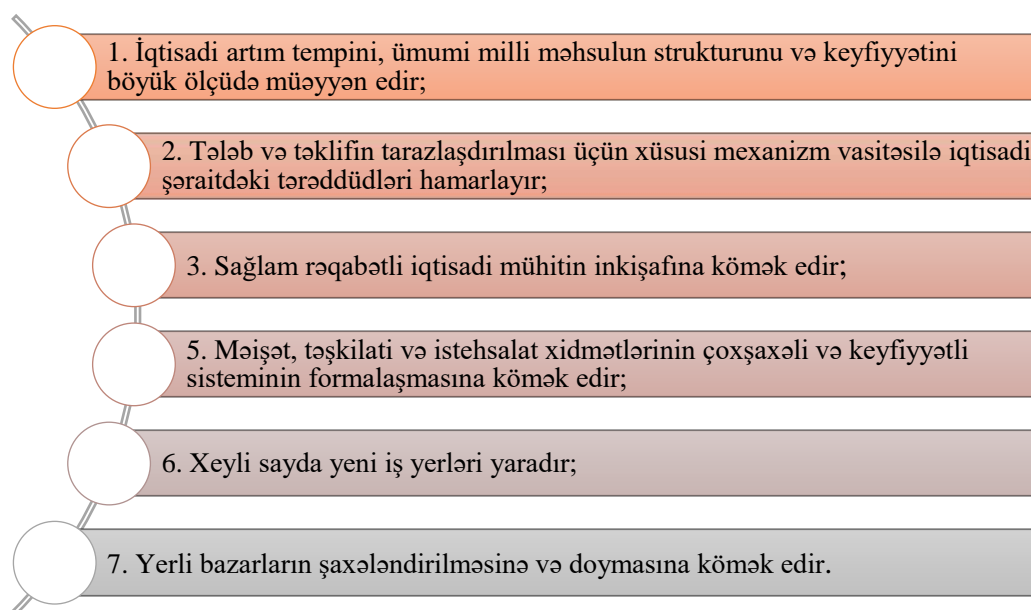 1. İqtisadi artım tempini, ümumi milli məhsulun strukturunu və keyfiyyətini
böyük ölçüdə müəyyən edir;
2. Tələb və təklifin tarazlaşdırılması üçün xüsusi mexanizm vasitəsilə iqtisadi
şəraitdəki tərəddüdləri hamarlayır;
3. Sağlam rəqabətli iqtisadi mühitin inkişafına kömək edir;
5. Məişət, təşkilati və istehsalat xidmətlərinin çoxşaxəli və keyfiyyətli
sisteminin formalaşmasına kömək edir;
6. Xeyli sayda yeni iş yerləri yaradır;
7. Yerli bazarların şaxələndirilməsinə və doymasına kömək edir.